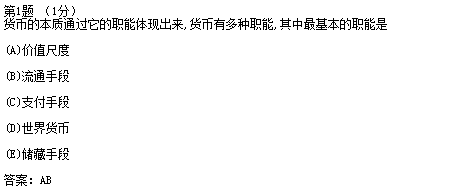 第1题 （1分）
货币的本质通过它的职能体现出来,货币有多种职能,其中最基本的职能是
(A)价值尺度
(B)流通手段
(C)支付手段
(D)世界货币
(E)储藏手段
答案：AB